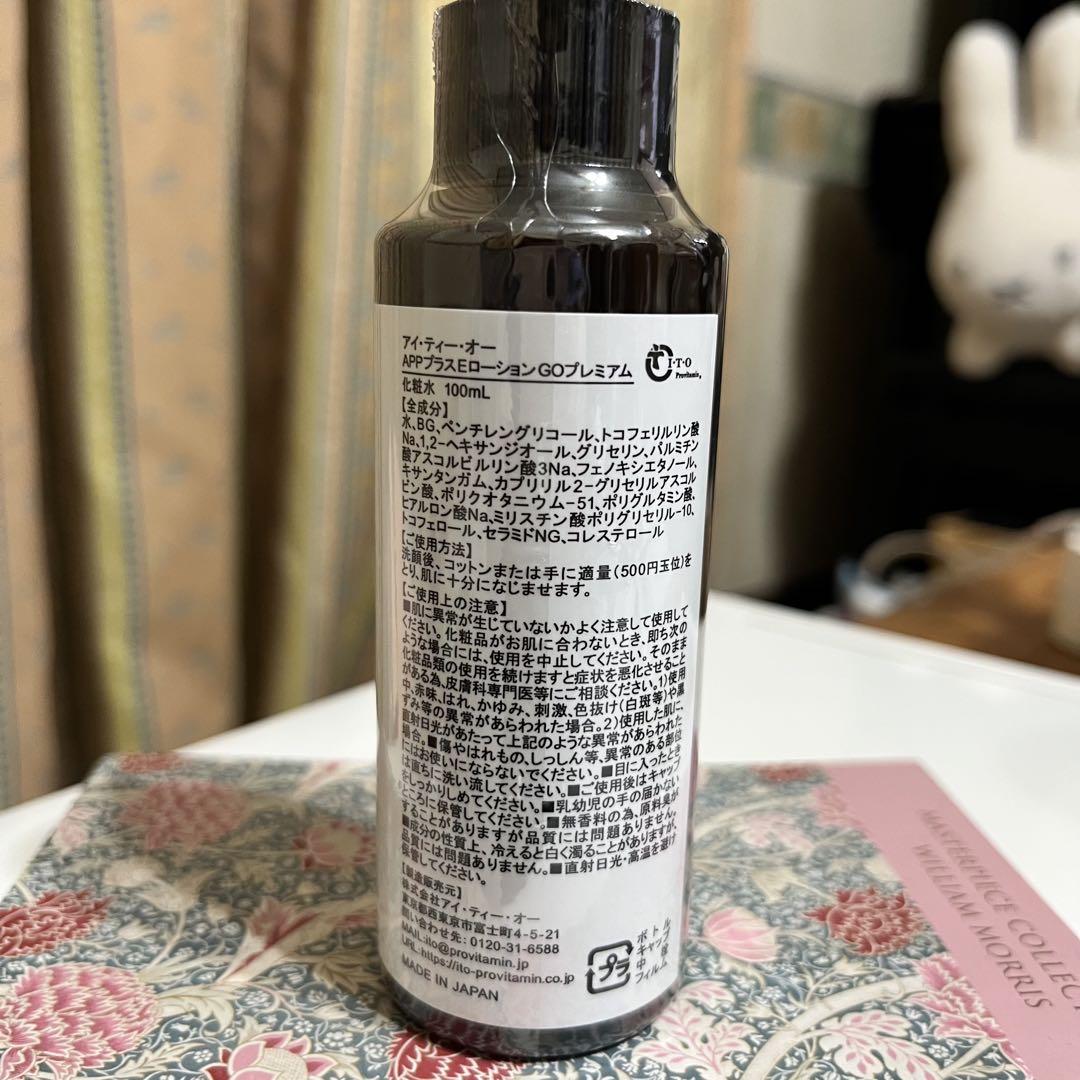 アイ・ティー・オー
APPプラスEローション GOプレミアム
I・T・O
Provitamin
化粧水 100mL
【全成分】
水、BG、ペンチレングリコール、トコフェリルリン酸
Na、1,2-ヘキサンジオール、グリセリン、パルミチン
酸アスコルビルリン酸3Na、フェノキシエタノール、
キサンタンガム、カプリリル2-グリセリルアスコル
ビン酸、ポリクオタニウム-51、ポリグルタミン酸、
ヒアルロン酸Na、ミリスチン酸ポリグリセリル-10、
トコフェロール、セラミドNG、コレステロール
【ご使用方法】
洗顔後、コットンまたは手に適量(500円玉位)を
とり、肌に十分になじませます。
【ご使用上の注意】
■肌に異常が生じていないかよく注意して使用して
ください。化粧品がお肌に合わないとき、即ち次の
ような場合には、使用を中止してください。そのまま
化粧品類の使用を続けますと症状を悪化させること
がある為、皮膚科専門医等にご相談ください。1)使用
中、赤味、はれ、かゆみ、刺激、色抜け(白斑等)や黒
ずみ等の異常があらわれた場合。2)使用した肌に、
直射日光があたって上記のような異常があらわれた
場合。■傷やはれもの、しっしん等、異常のある部位
にはお使いにならないでください。■目に入ったとき
は直ちに洗い流してください。■ご使用後はキャップ
をしっかりしめてください。■乳幼児の手の届かない
ところに保管してください。■無香料の為、原料臭が
することがありますが品質には問題ありません。
■成分の性質上、冷えると白く濁ることがありますが、
品質には問題ありません。■直射日光・高温を避け
保管してください。
【製造販売元】
株式会社アイ・ティー・オー
東京都西東京市富士町4-5-21
問い合わせ先:0120-31-6588
MAIL:ito@provitamin.jp
URL:https://ito-provitamin.co.jp
MADE IN JAPAN
プラ
ボトル
キャップ
中栓
フィルム
MASTERPIECE COLLECT
WILLIAM MORRIS